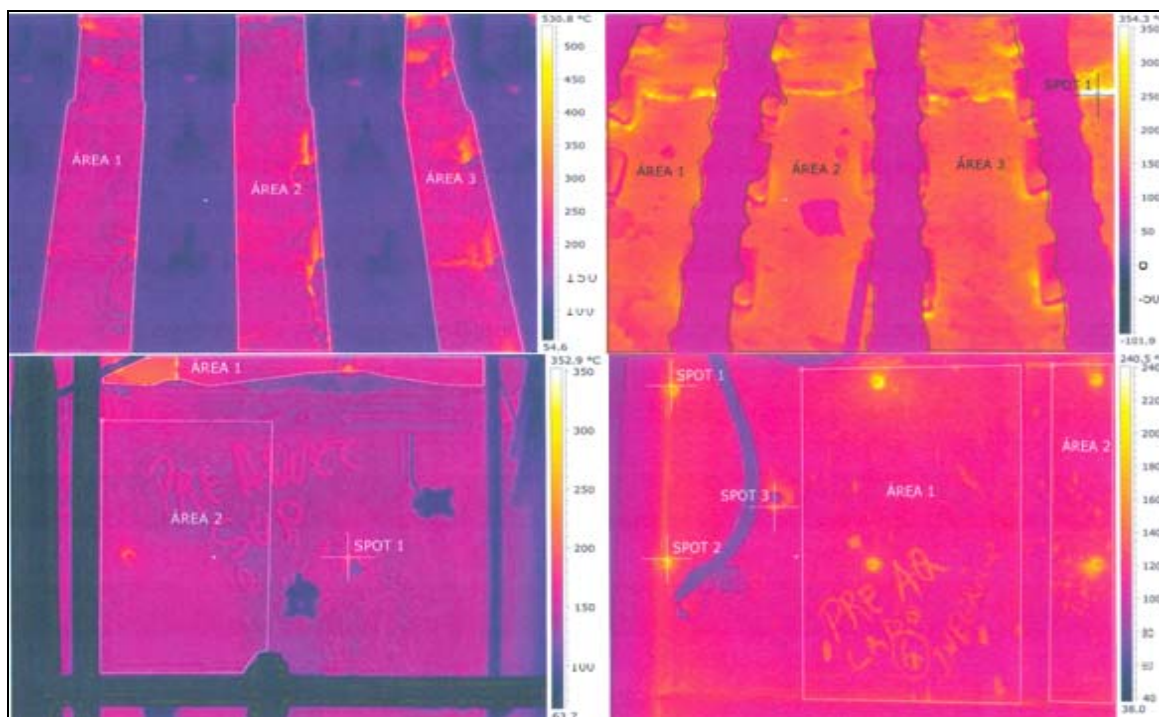 530.8 °C
500
450
400
350
300
250
200
150
100
54.6
ÁREA 1
ÁREA 2
ÁREA 3
354.3 °C
350
300
250
200
150
100
50
0
-50
-101.9
SPOT 1
ÁREA 1
ÁREA 2
ÁREA 3
352.9 °C
350
300
250
200
150
100
ÁREA 1
PRE
ÁREA 2
SPOT 1
240.5 °C
240
220
200
180
160
140
120
100
80
60
40
38.0
SPOT 1
ÁREA 2
SPOT 3
ÁREA 1
SPOT 2
PRE AQ